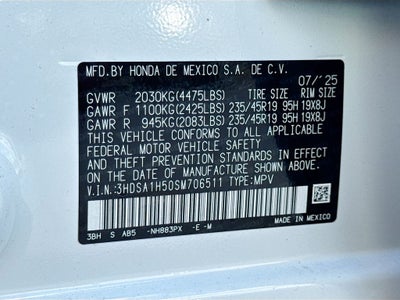 MFD.BY HONDA DE MEXICO S.A. DE C.V.
07/'25
GVWR 2030KG(4475LBS) TIRE SIZE RIM SIZE
GAWR F 1100KG(2425LBS) 235/45R19 95H 19X8J
GAWR R 945KG(2083LBS) 235/45R19 95H 19X8J
THIS VEHICLE CONFORMS TO ALL APPLICABLE
FEDERAL MOTOR VEHICLE SAFETY
STANDARDS IN EFFECT
ON THE DATE OF MANUFACTURE SHOWN ABOVE.
V.I.N.:3HDSA1H50SM706511 TYPE:MPV
3BH S AB5 -NH883PX -E -M
MADE IN MEXICO